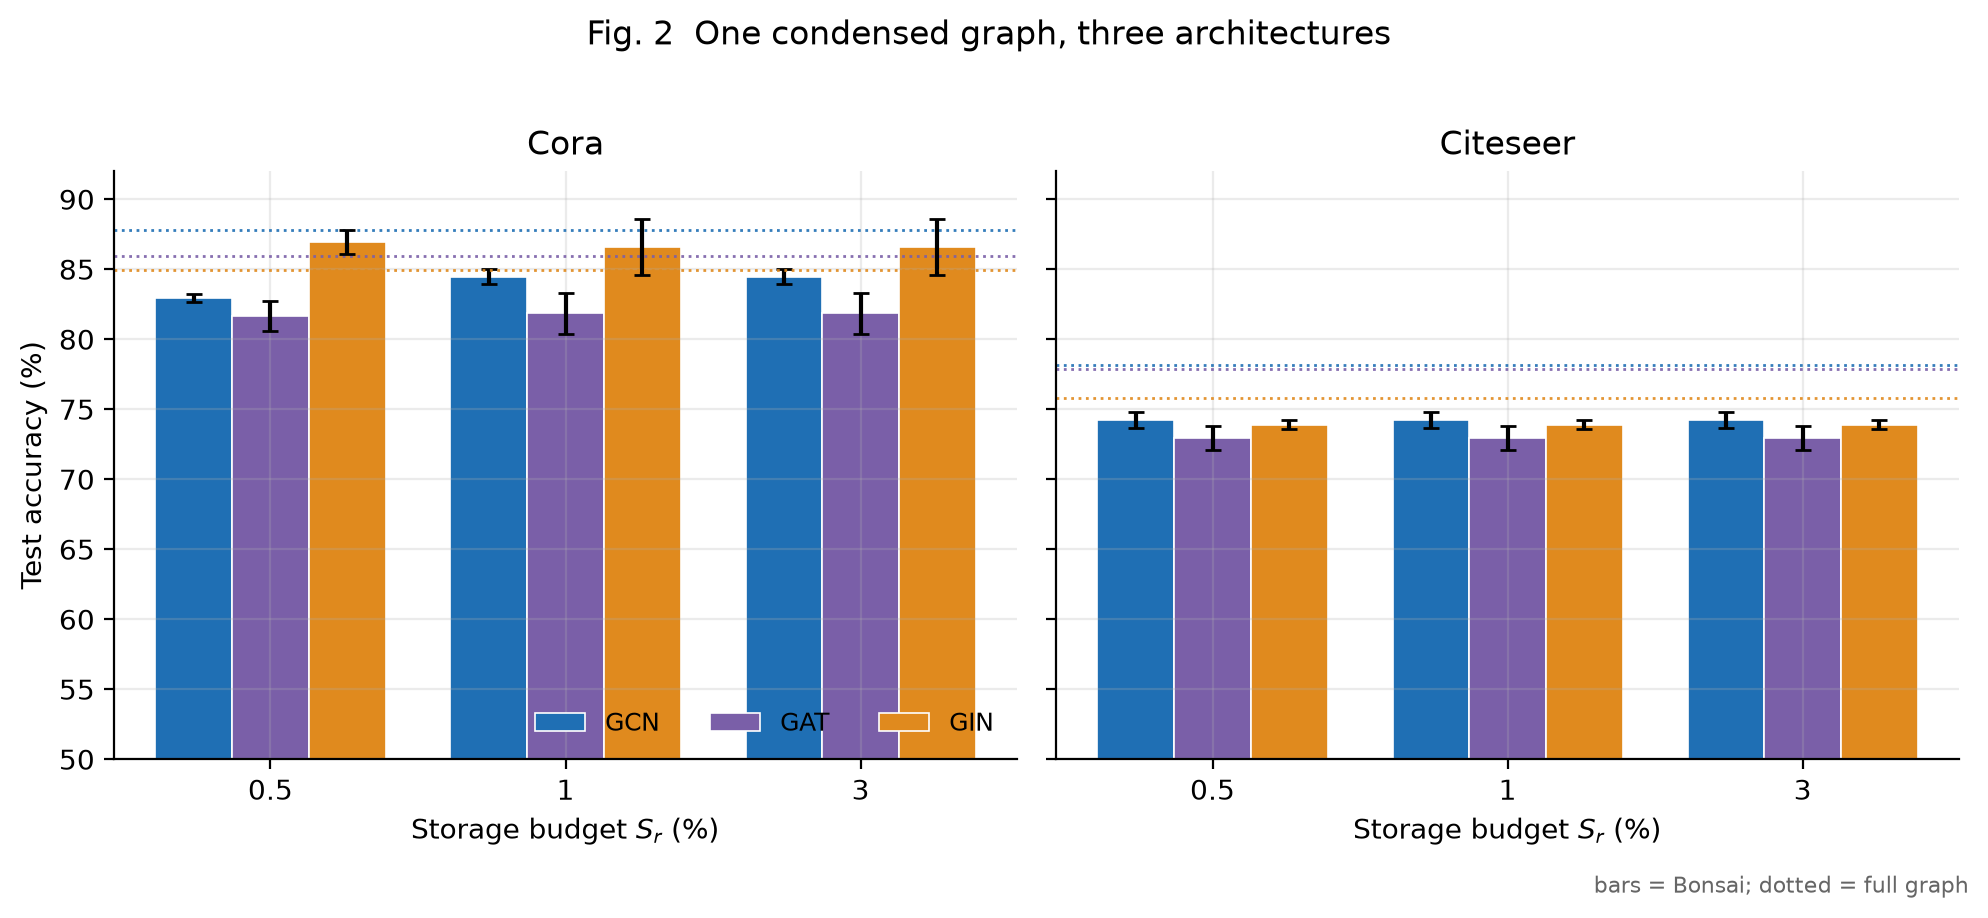 Fig. 2  One condensed graph, three architectures
Cora
Citeseer
Test accuracy (%)
90
85
80
75
70
65
60
55
50
GCN
GAT
GIN
0.5
1
3
0.5
1
3
Storage budget S_r (%)
Storage budget S_r (%)
bars = Bonsai; dotted = full graph